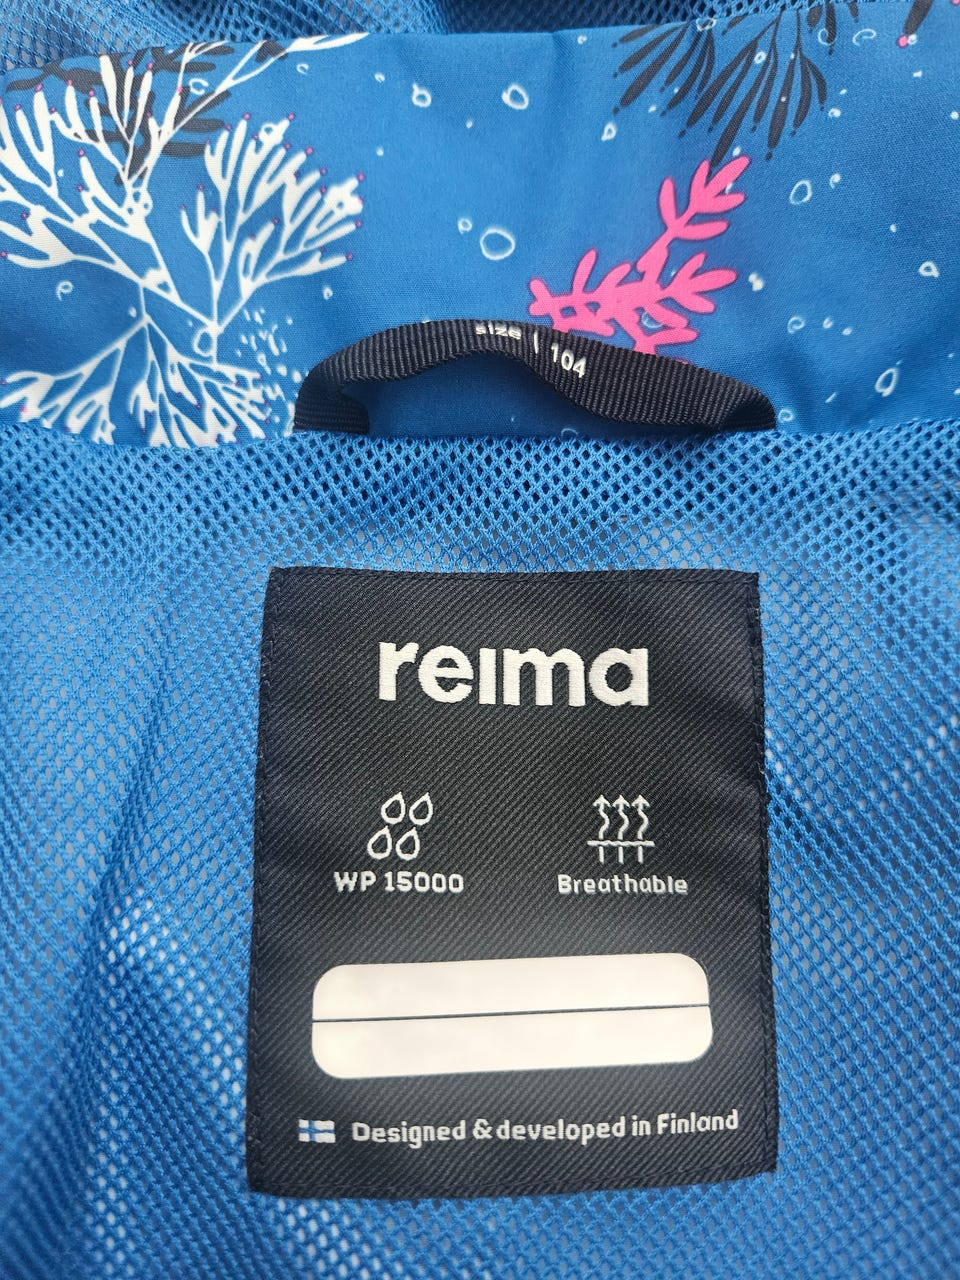 size | 104
reima
WP 15000
Breathable
Designed & developed in Finland